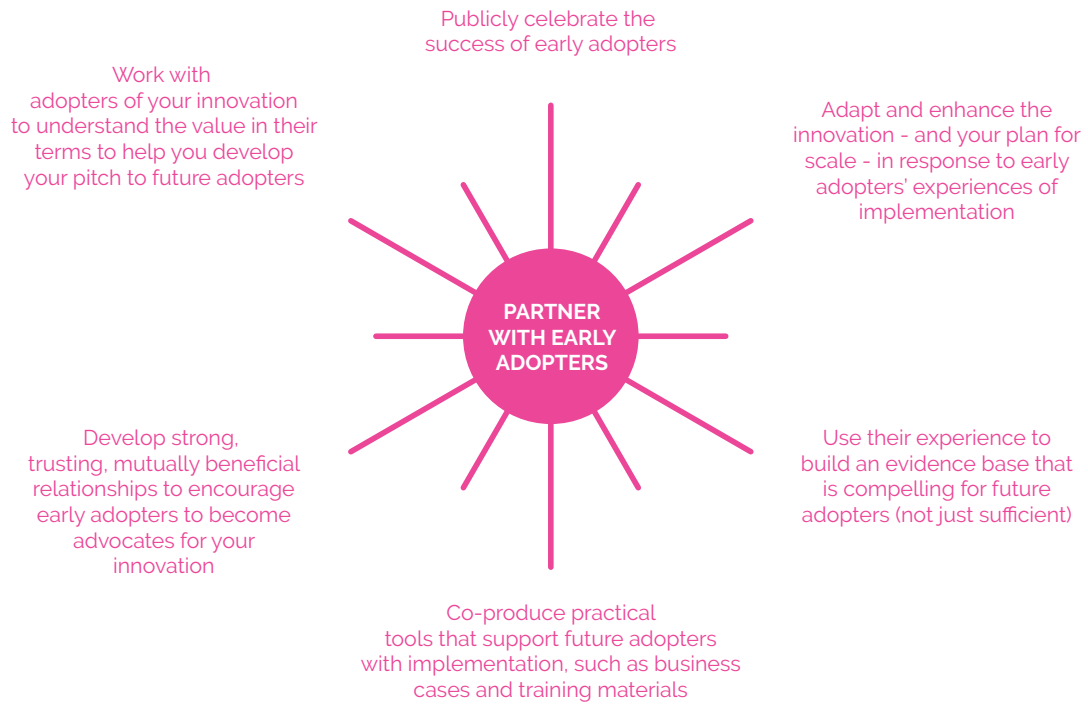 Publicly celebrate the
success of early adopters
Work with
adopters of your innovation
to understand the value in their
terms to help you develop
your pitch to future adopters
Adapt and enhance the
innovation - and your plan for
scale - in response to early
adopters’ experiences of
implementation
PARTNER
WITH EARLY
ADOPTERS
Develop strong,
trusting, mutually beneficial
relationships to encourage
early adopters to become
advocates for your
innovation
Use their experience to
build an evidence base that
is compelling for future
adopters (not just sufficient)
Co-produce practical
tools that support future adopters
with implementation, such as business
cases and training materials